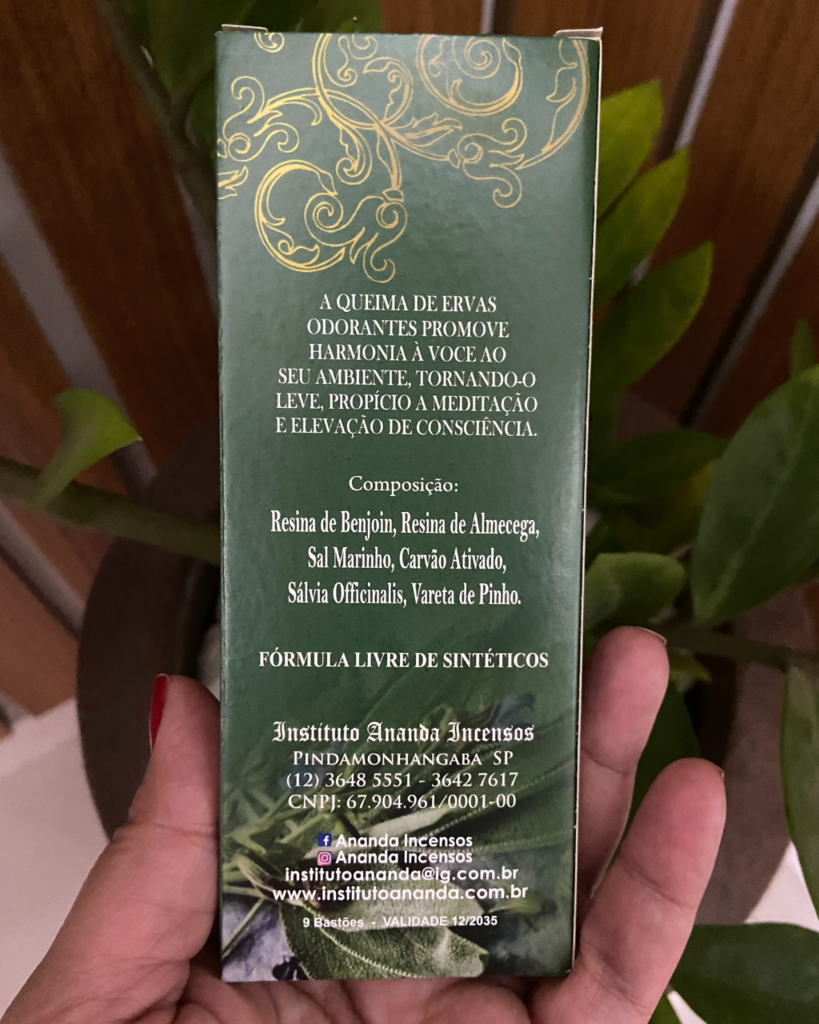 A QUEIMA DE ERVAS
ODORANTES PROMOVE
HARMONIA À VOCE AO
SEU AMBIENTE, TORNANDO-O
LEVE, PROPÍCIO A MEDITAÇÃO
E ELEVAÇÃO DE CONSCIÊNCIA.
Composição:
Resina de Benjoin, Resina de Almecega,
Sal Marinho, Carvão Ativado,
Sálvia Officinalis, Vareta de Pinho.
FÓRMULA LIVRE DE SINTÉTICOS
Instituto Ananda Incensos
PINDAMONHANGABA SP
(12) 3648 5551 - 3642 7617
CNPJ: 67.904.961/0001-00
Ananda Incensos
Ananda Incensos
institutoananda@ig.com.br
www.institutoananda.com.br
9 Bastões - VALIDADE 12/2035